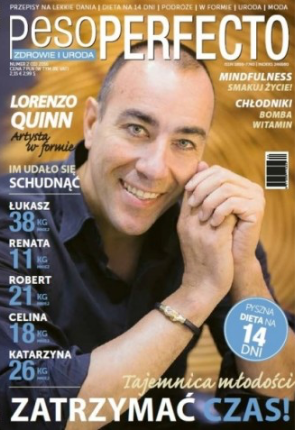 PRZEPISY NA LEKKIE DANIA | DIETA NA 14 DNI | PODRÓŻE | W FORMIE | URODA | MODA
pesoPERFECTO
ZDROWIE I URODA
MINDFULNESS
SMAKUJ ŻYCIE!
CHŁODNIKI
BOMBA
WITAMIN
LORENZO
QUINN
Artysta
w formie
IM UDAŁO SIĘ
SCHUDNĄĆ
ŁUKASZ
38 KG
RENATA
11 KG
ROBERT
21 KG
CELINA
18 KG
KATARZYNA
26 KG
PYSZNA
DIETA NA
14
DNI
Tajemnica młodości
ZATRZYMAĆ CZAS!